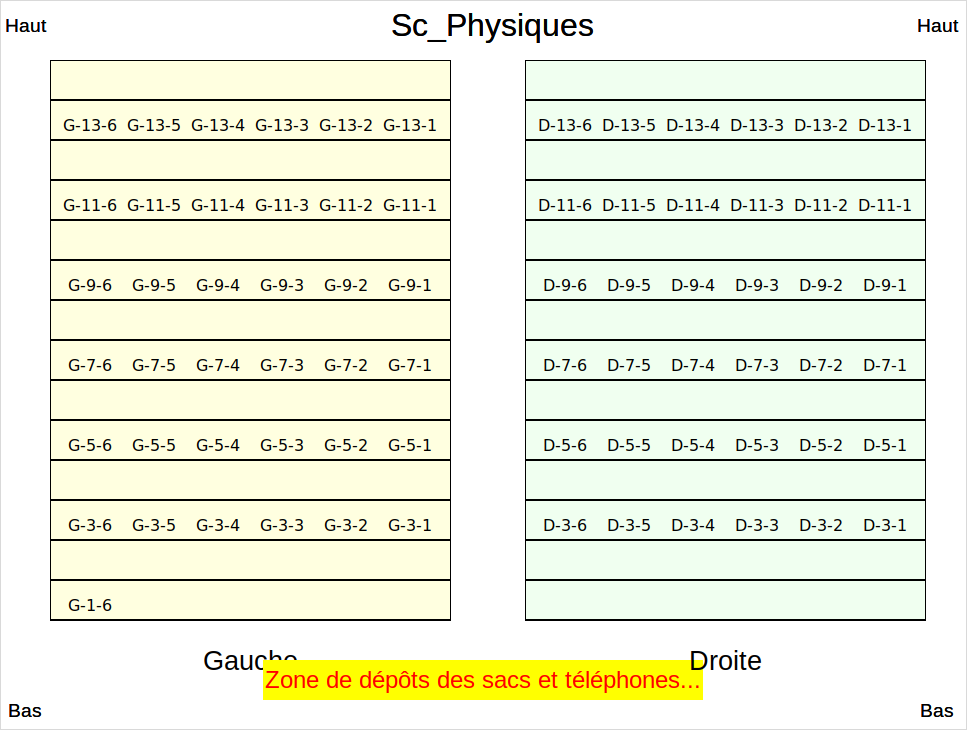 Haut Sc_Physiques Haut
G-13-6 G-13-5 G-13-4 G-13-3 G-13-2 G-13-1 D-13-6 D-13-5 D-13-4 D-13-3 D-13-2 D-13-1
G-11-6 G-11-5 G-11-4 G-11-3 G-11-2 G-11-1 D-11-6 D-11-5 D-11-4 D-11-3 D-11-2 D-11-1
G-9-6 G-9-5 G-9-4 G-9-3 G-9-2 G-9-1 D-9-6 D-9-5 D-9-4 D-9-3 D-9-2 D-9-1
G-7-6 G-7-5 G-7-4 G-7-3 G-7-2 G-7-1 D-7-6 D-7-5 D-7-4 D-7-3 D-7-2 D-7-1
G-5-6 G-5-5 G-5-4 G-5-3 G-5-2 G-5-1 D-5-6 D-5-5 D-5-4 D-5-3 D-5-2 D-5-1
G-3-6 G-3-5 G-3-4 G-3-3 G-3-2 G-3-1 D-3-6 D-3-5 D-3-4 D-3-3 D-3-2 D-3-1
G-1-6
Gauche Droite
Zone de dépôts des sacs et téléphones...
Bas Bas